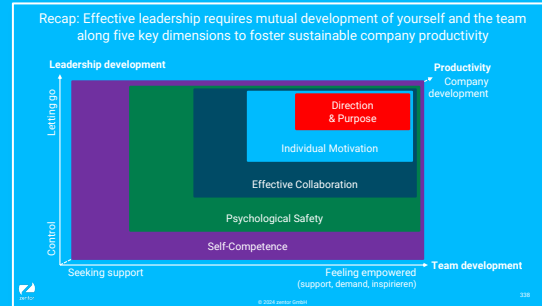 Recap: Effective leadership requires mutual development of yourself and the team
along five key dimensions to foster sustainable company productivity
Leadership development
Productivity
Company
development
Letting go
Control
Direction
& Purpose
Individual Motivation
Effective Collaboration
Psychological Safety
Self-Competence
Seeking support
Feeling empowered
(support, demand, inspirieren)
Team development
© 2024 zentor GmbH
338